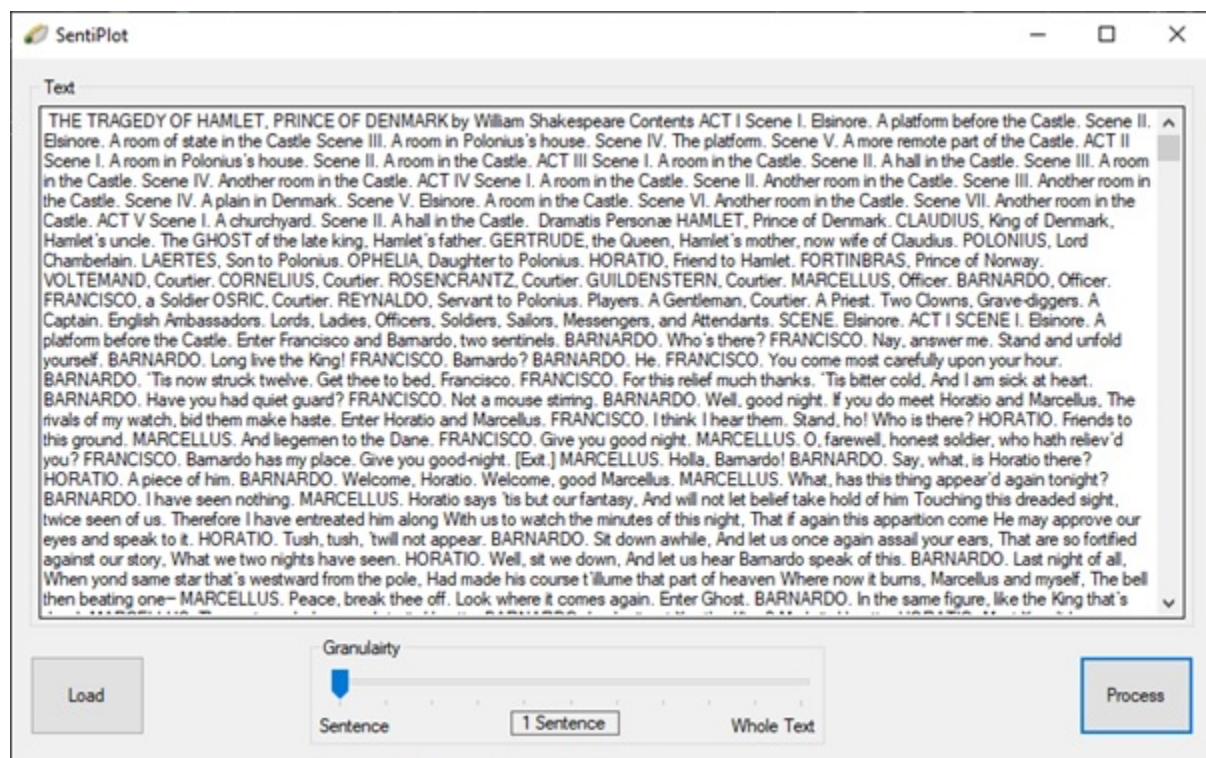 SentiPlot
Text
THE TRAGEDY OF HAMLET, PRINCE OF DENMARK by William Shakespeare Contents ACT I Scene I. Elsinore. A platform before the Castle. Scene II.
Elsinore. A room of state in the Castle Scene III. A room in Polonius's house. Scene IV. The platform. Scene V. A more remote part of the Castle. ACT II
Scene I. A room in Polonius's house. Scene II. A room in the Castle. ACT III Scene I. A room in the Castle. Scene II. A hall in the Castle. Scene III. A room
in the Castle. Scene IV. Another room in the Castle. ACT IV Scene I. A room in the Castle. Scene II. Another room in the Castle. Scene III. Another room in
the Castle. Scene IV. A plain in Denmark. Scene V. Elsinore. A room in the Castle. Scene VI. Another room in the Castle. Scene VII. Another room in the
Castle. ACT V Scene I. A churchyard. Scene II. A hall in the Castle. Dramatis Personæ HAMLET, Prince of Denmark. CLAUDIUS, King of Denmark,
Hamlet's uncle. The GHOST of the late king, Hamlet's father. GERTRUDE, the Queen, Hamlet's mother, now wife of Claudius. POLONIUS, Lord
Chamberlain. LAERTES, Son to Polonius. OPHELIA, Daughter to Polonius. HORATIO, Friend to Hamlet. FORTINBRAS, Prince of Norway.
VOLTEMAND, Courtier. CORNELIUS, Courtier. ROSENCRANTZ, Courtier. GUILDENSTERN, Courtier. MARCELLUS, Officer. BARNARDO, Officer.
FRANCISCO, a Soldier OSRIC, Courtier. REYNALDO, Servant to Polonius. Players. A Gentleman, Courtier. A Priest. Two Clowns, Grave-diggers. A
Captain. English Ambassadors. Lords, Ladies, Officers, Soldiers, Sailors, Messengers, and Attendants. SCENE. Elsinore. ACT I SCENE I. Elsinore. A
platform before the Castle. Enter Francisco and Barnardo, two sentinels. BARNARDO. Who's there? FRANCISCO. Nay, answer me. Stand and unfold
yourself. BARNARDO. Long live the King! FRANCISCO. Barnardo? BARNARDO. He. FRANCISCO. You come most carefully upon your hour.
BARNARDO. 'Tis now struck twelve. Get thee to bed, Francisco. FRANCISCO. For this relief much thanks. 'Tis bitter cold, And I am sick at heart.
BARNARDO. Have you had quiet guard? FRANCISCO. Not a mouse stirring. BARNARDO. Well, good night. If you do meet Horatio and Marcellus, The
rivals of my watch, bid them make haste. Enter Horatio and Marcellus. FRANCISCO. I think I hear them. Stand, ho! Who is there? HORATIO. Friends to
this ground. MARCELLUS. And liegemen to the Dane. FRANCISCO. Give you good night. MARCELLUS. O, farewell, honest soldier, who hath reliev'd
you? FRANCISCO. Barnardo has my place. Give you good-night. [Exit.] MARCELLUS. Holla, Barnardo! BARNARDO. Say, what, is Horatio there?
HORATIO. A piece of him. BARNARDO. Welcome, Horatio. Welcome, good Marcellus. MARCELLUS. What, has this thing appear'd again tonight?
BARNARDO. I have seen nothing. MARCELLUS. Horatio says 'tis but our fantasy, And will not let belief take hold of him Touching this dreaded sight,
twice seen of us. Therefore I have entreated him along With us to watch the minutes of this night, That if again this apparition come He may approve our
eyes and speak to it. HORATIO. Tush, tush, 'twill not appear. BARNARDO. Sit down awhile, And let us once again assail your ears, That are so fortified
against our story, What we two nights have seen. HORATIO. Well, sit we down, And let us hear Barnardo speak of this. BARNARDO. Last night of all,
When yond same star that's westward from the pole, Had made his course t'illume that part of heaven Where now it burns, Marcellus and myself, The bell
then beating one— MARCELLUS. Peace, break thee off. Look where it comes again. Enter Ghost. BARNARDO. In the same figure, like the King that's
Granulairty
Load
Sentence
1 Sentence
Whole Text
Process